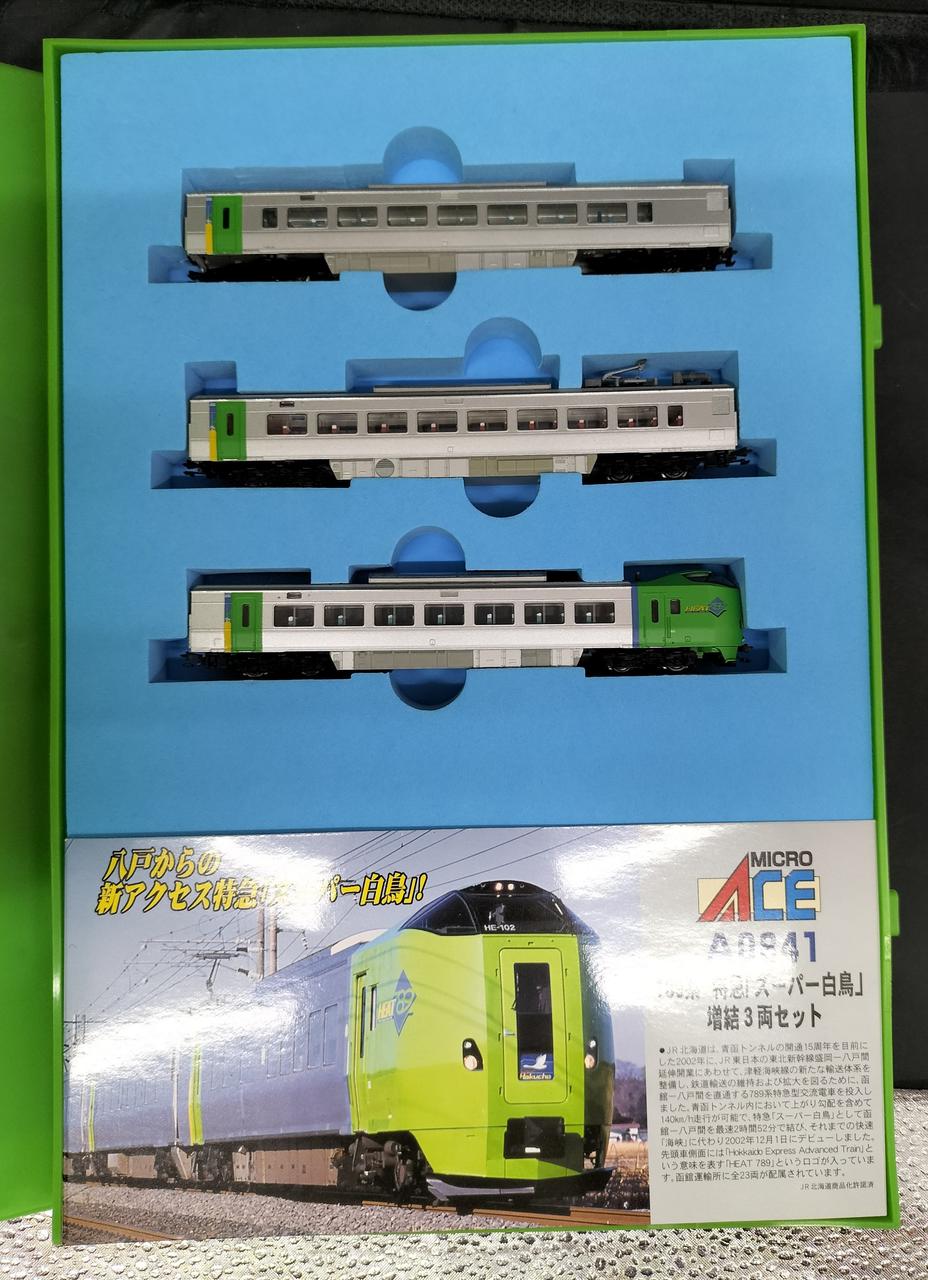 HEAT
八戸からの
新アクセス特急「スーパー白鳥」!
HE-102
HEAT 789
Hakucho
MICRO
ACE
A0841
特急「スーパー白鳥」
増結3両セット
●JR北海道は、青函トンネルの開通15周年を目前に
した2002年に、JR東日本の東北新幹線盛岡ー八戸間
延伸開業にあわせて、津軽海峡線の新たな輸送体系を
整備し、鉄道輸送の維持および拡大を図るために、函
館ー八戸間を直通する789系特急型交流電車を投入し
ました。青函トンネル内において上がり勾配を含めて
140km/h走行が可能で、特急「スーパー白鳥」として函
館ー八戸間を最速2時間52分で結び、それまでの快速
「海峡」に代わり2002年12月1日にデビューしました。
先頭車側面には「Hokkaido Express Advanced Train」と
いう意味を表す「HEAT 789」というロゴが入っていま
す。函館運輸所に全23両が配属されています。
JR北海道商品化許諾済